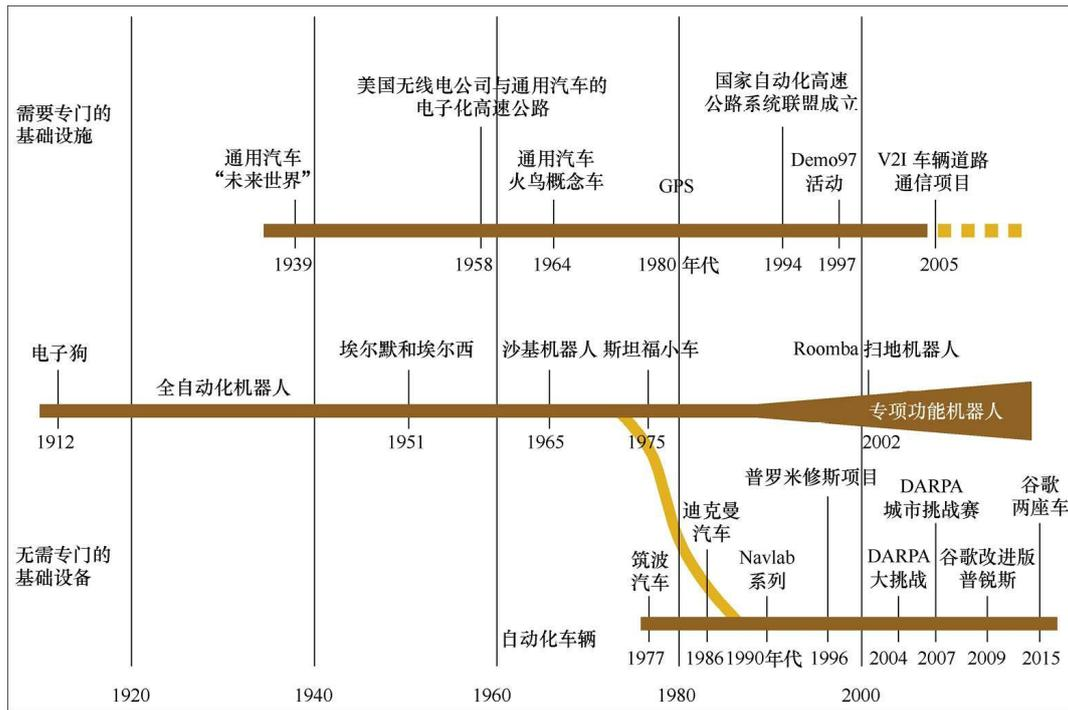 需要专门的
基础设施
通用汽车
“未来世界”
美国无线电公司与通用汽车的
电子化高速公路
通用汽车
火鸟概念车
GPS
国家自动化高速
公路系统联盟成立
Demo97
活动
V2I 车辆道路
通信项目
1939
1958
1964
1980 年代
1994
1997
2005
电子狗
全自动化机器人
埃尔默和埃尔西
沙基机器人
斯坦福小车
Roomba 扫地机器人
专项功能机器人
1912
1951
1965
1975
2002
无需专门的
基础设备
筑波
汽车
迪克曼
汽车
Navlab
系列
普罗米修斯项目
DARPA
大挑战
DARPA
城市挑战赛
谷歌改进版
普锐斯
谷歌
两座车
自动化车辆
1977
1986
1990年代
1996
2004
2007
2009
2015
1920
1940
1960
1980
2000